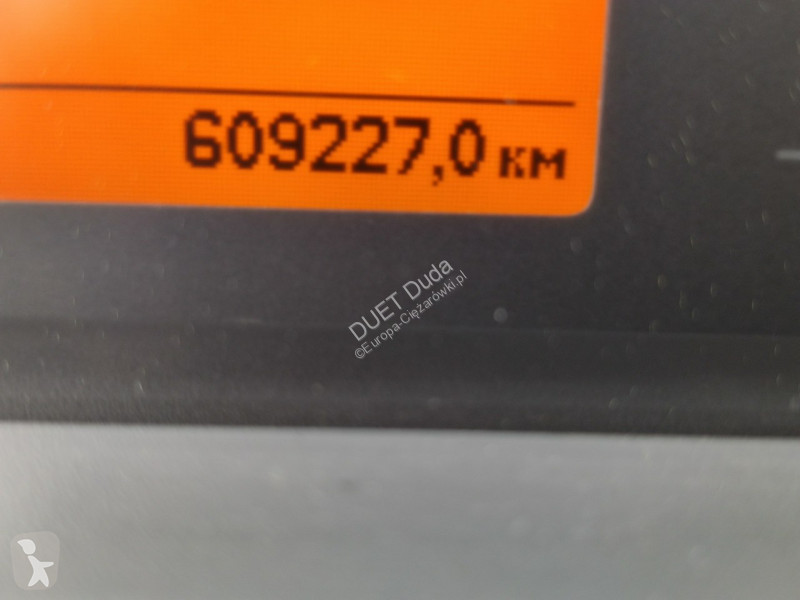 609227,0 км
DUET Duda
©Europa-Ciężarówki.pl